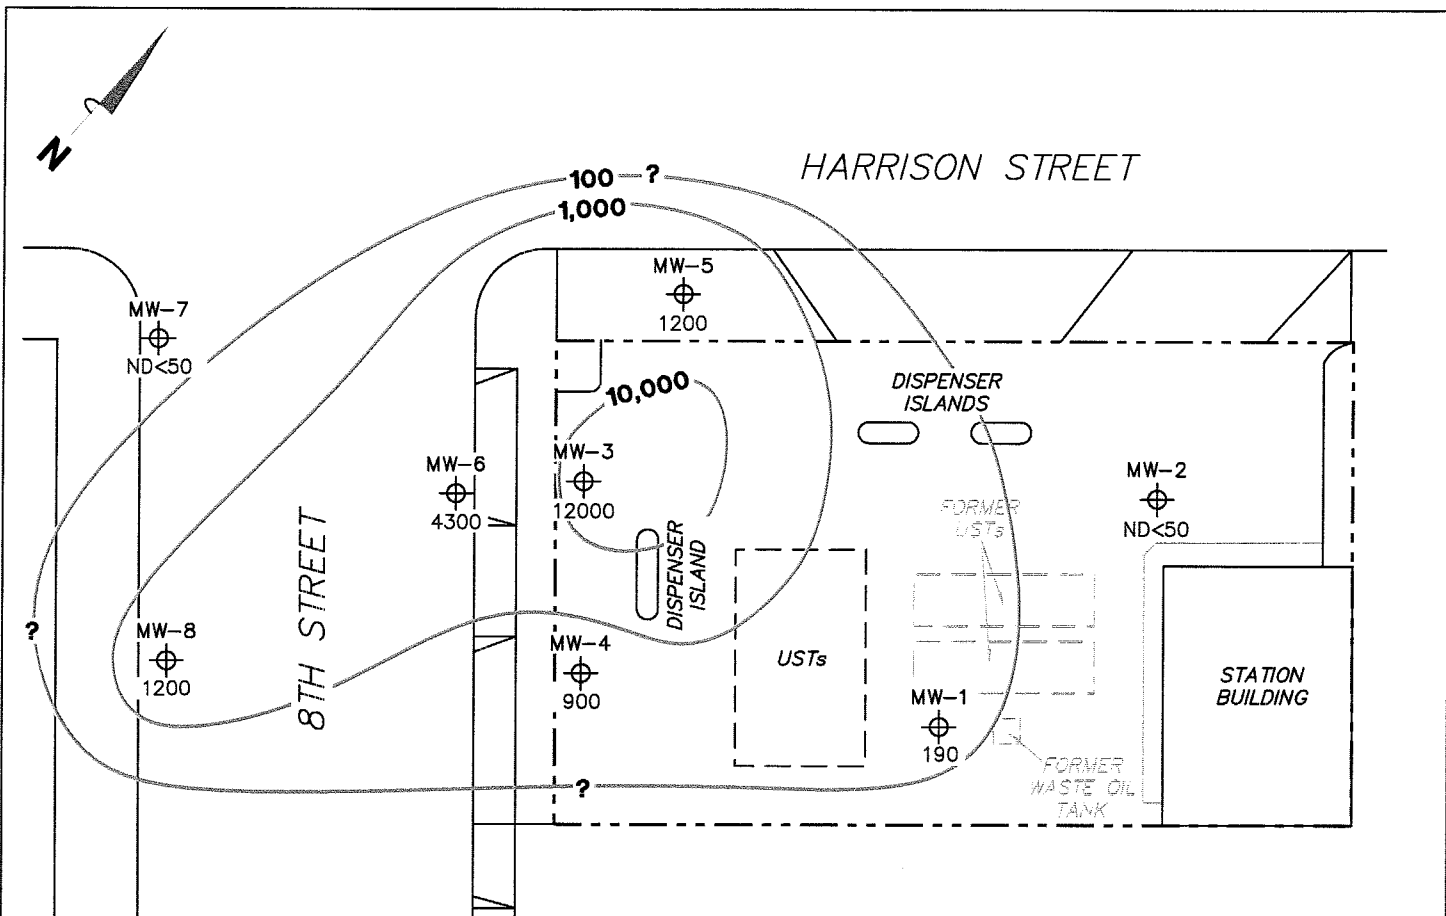 N
HARRISON STREET
100
?
1,000
MW-5
1200
MW-7
ND<50
10,000
DISPENSER
ISLANDS
MW-6
4300
MW-3
12000
MW-2
ND<50
FORMER
USTs
8TH STREET
DISPENSER
ISLAND
?
MW-8
1200
MW-4
900
USTs
MW-1
190
STATION
BUILDING
FORMER
WASTE OIL
TANK
?